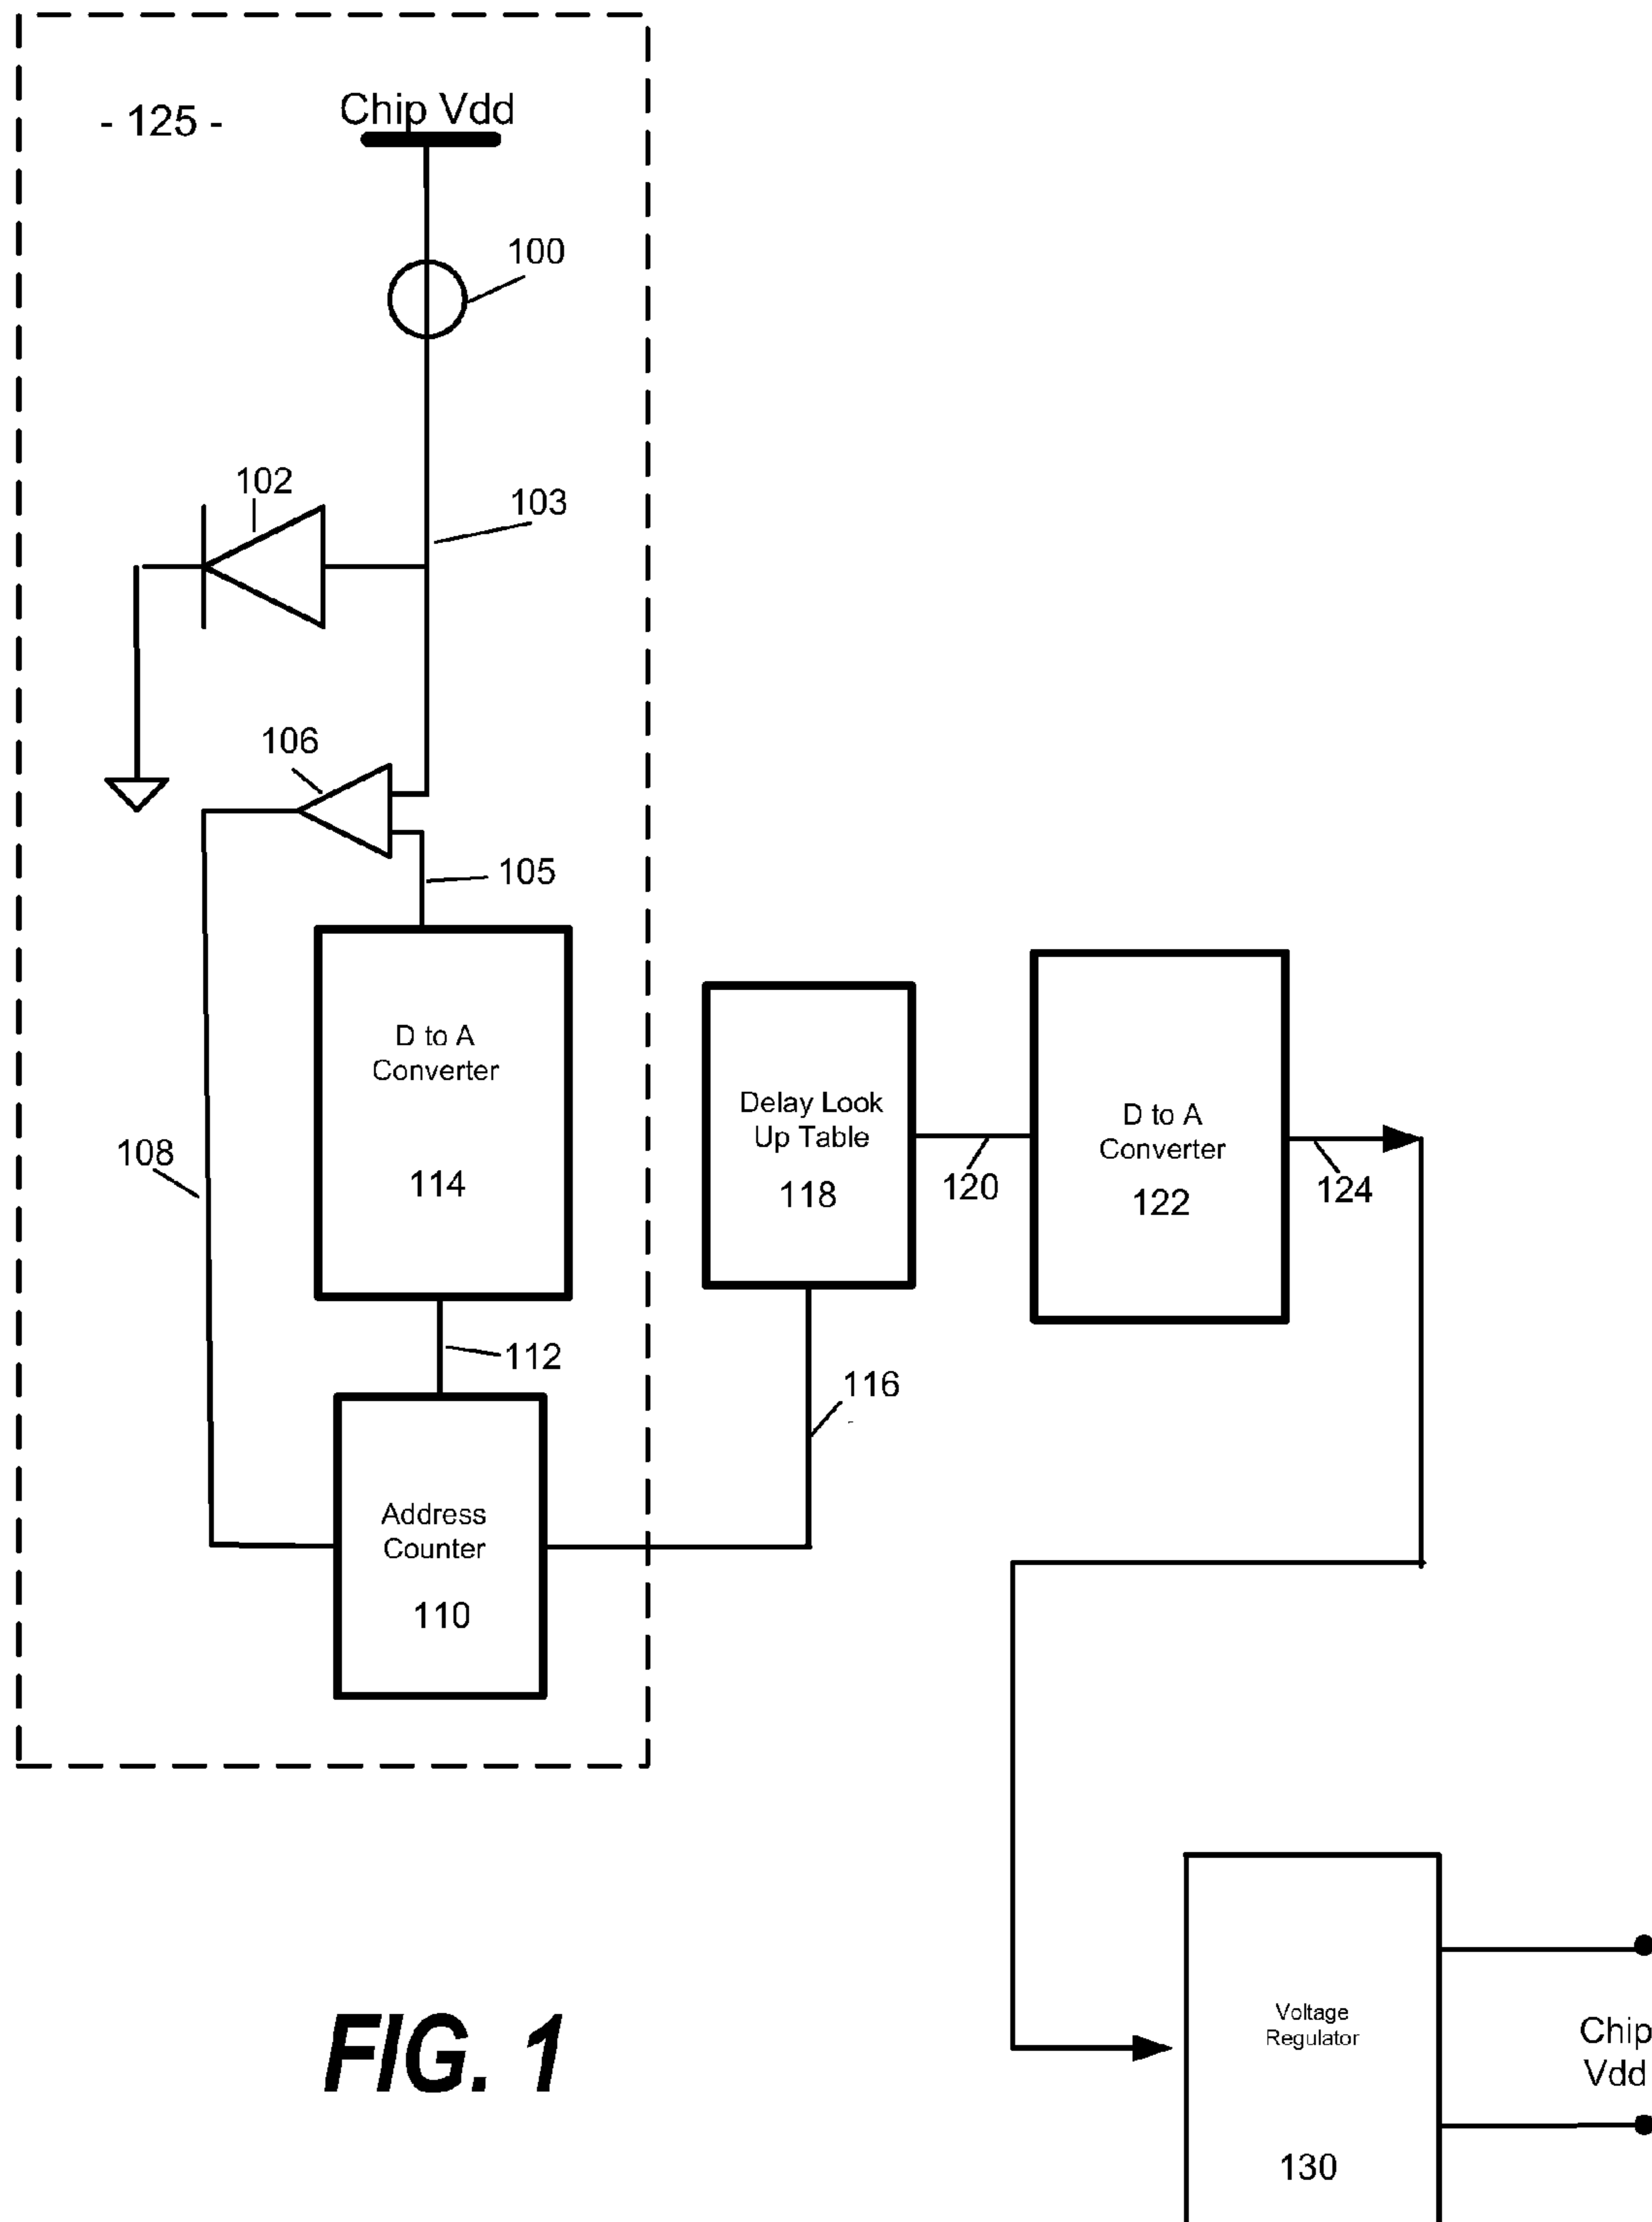 - 125 -
Chip Vdd
100
102
103
106
105
D to A
Converter
114
108
112
Address
Counter
110
Delay Look
Up Table
118
116
120
D to A
Converter
122
124
Voltage
Regulator
130
Chip
Vdd
FIG. 1